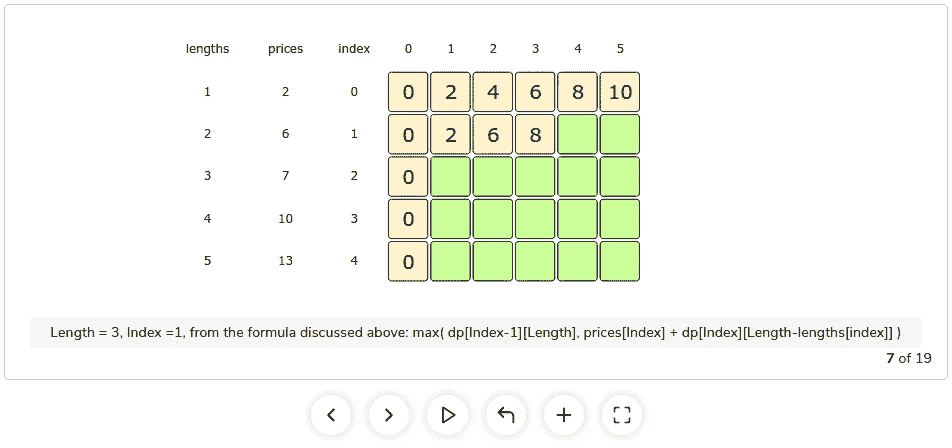 lengths prices index 0 1 2 3 4 5
1 2 0 0 2 4 6 8 10
2 6 1 0 2 6 8
3 7 2 0
4 10 3 0
5 13 4 0
Length = 3, Index =1, from the formula discussed above: max( dp[Index-1][Length], prices[Index] + dp[Index][Length-lengths[index]] )
7 of 19